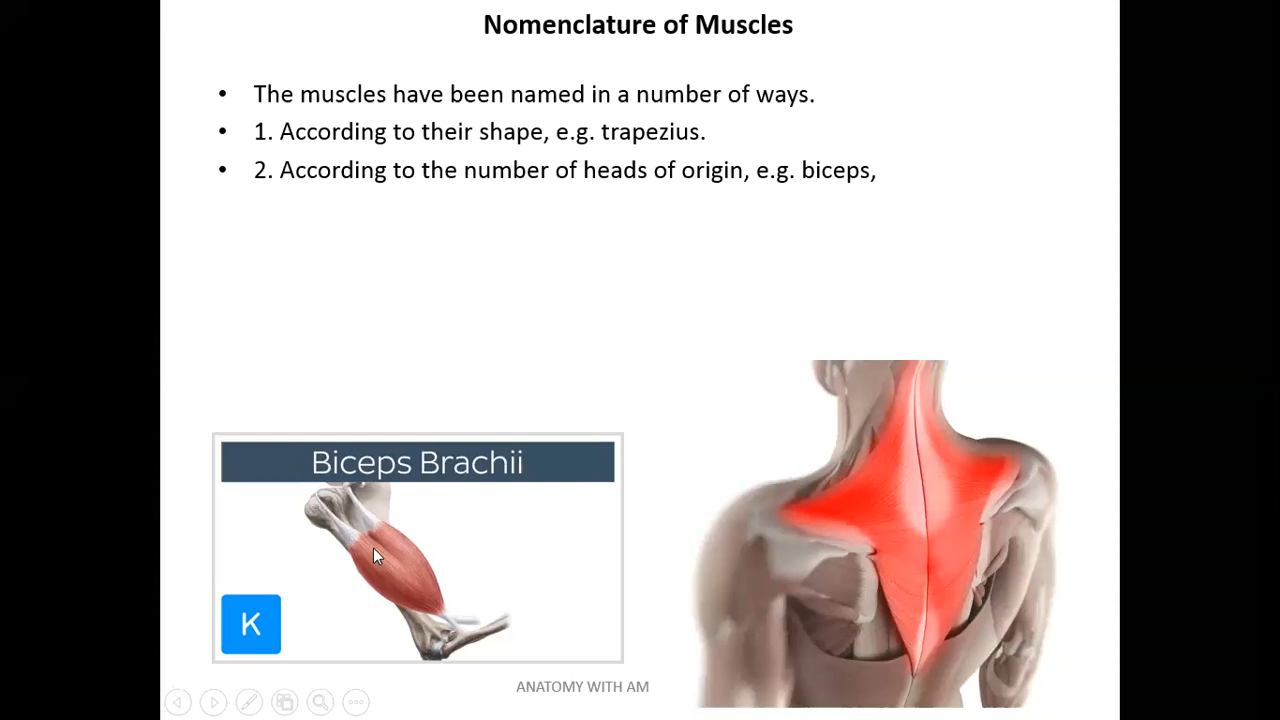 Nomenclature of Muscles
• The muscles have been named in a number of ways.
• 1. According to their shape, e.g. trapezius.
• 2. According to the number of heads of origin, e.g. biceps,
Biceps Brachii
K
ANATOMY WITH AM